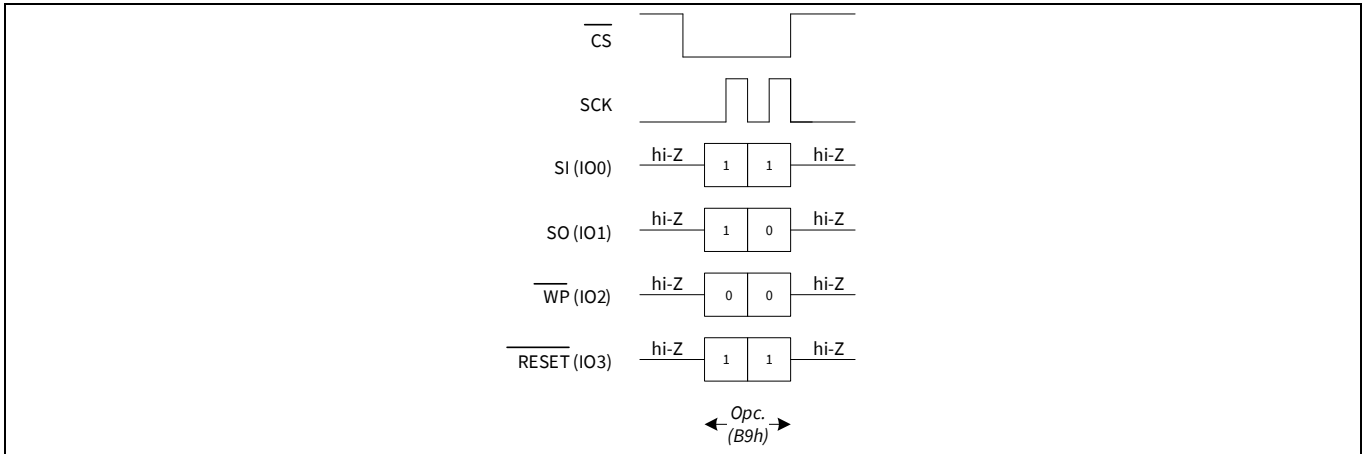 CS
SCK
hi-Z 1 1 hi-Z
SI (IO0)
hi-Z 1 0 hi-Z
SO (IO1)
hi-Z 0 0 hi-Z
WP (IO2)
hi-Z 1 1 hi-Z
RESET (IO3)
Opc.
(B9h)